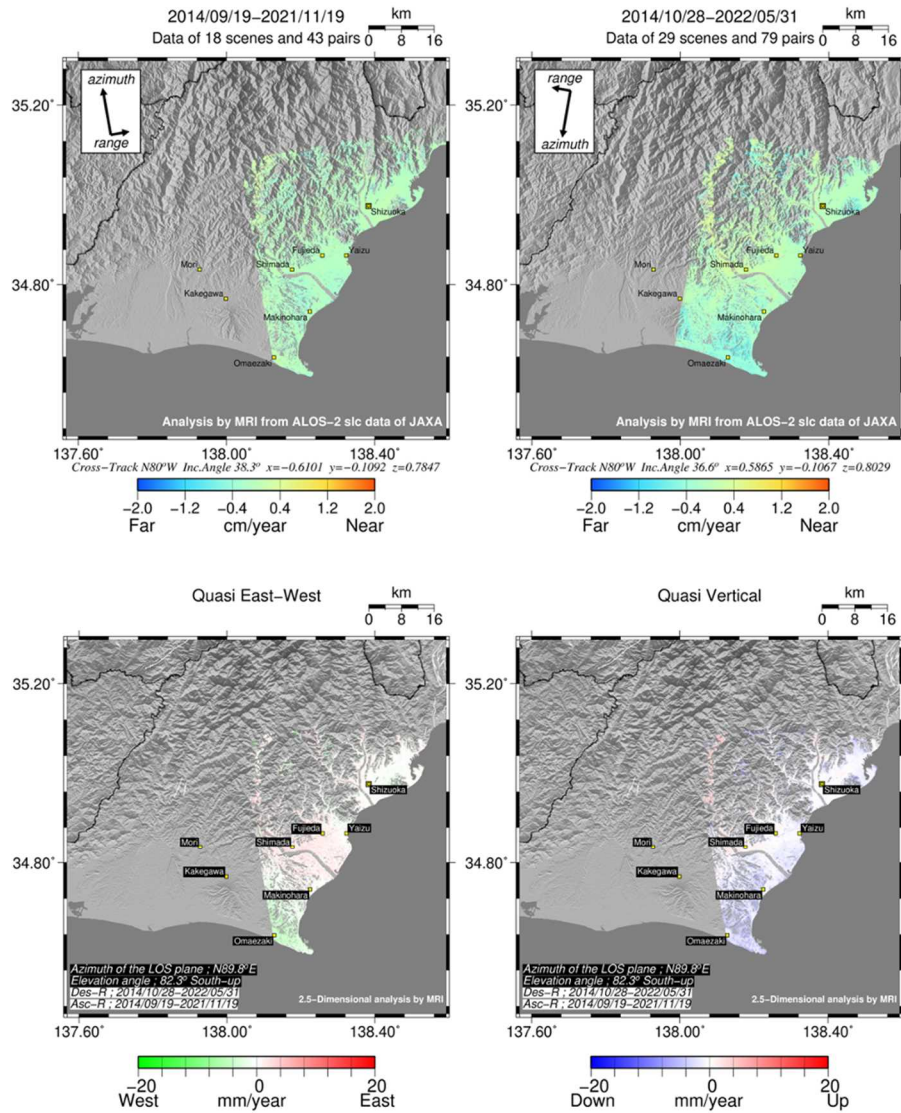 2014/09/19−2021/11/19
Data of 18 scenes and 43 pairs
km
0 8 16
azimuth
range
35.20°
34.80°
Shizuoka
Fujieda
Yaizu
Mori
Shimada
Kakegawa
Makinohara
Omaezaki
Analysis by MRI from ALOS−2 slc data of JAXA
137.60° 138.00° 138.40°
Cross−Track N80°W Inc.Angle 38.3° x=−0.6101 y=−0.1092 z=0.7847
−2.0 −1.2 −0.4 0.4 1.2 2.0
Far cm/year Near
2014/10/28−2022/05/31
Data of 29 scenes and 79 pairs
km
0 8 16
range
azimuth
35.20°
34.80°
Shizuoka
Fujieda
Yaizu
Mori
Shimada
Kakegawa
Makinohara
Omaezaki
Analysis by MRI from ALOS−2 slc data of JAXA
137.60° 138.00° 138.40°
Cross−Track N80°W Inc.Angle 36.6° x=0.5865 y=−0.1067 z=0.8029
−2.0 −1.2 −0.4 0.4 1.2 2.0
Far cm/year Near
Quasi East−West
km
0 8 16
35.20°
34.80°
Shizuoka
Fujieda
Yaizu
Mori
Shimada
Kakegawa
Makinohara
Omaezaki
Azimuth of the LOS plane ; N89.8°E
Elevation angle ; 82.3° South−up
Des−R ; 2014/10/28−2022/05/31
Asc−R ; 2014/09/19−2021/11/19
2.5−Dimensional analysis by MRI
137.60° 138.00° 138.40°
−20 0 20
West mm/year East
Quasi Vertical
km
0 8 16
35.20°
34.80°
Shizuoka
Fujieda
Yaizu
Mori
Shimada
Kakegawa
Makinohara
Omaezaki
Azimuth of the LOS plane ; N89.8°E
Elevation angle ; 82.3° South−up
Des−R ; 2014/10/28−2022/05/31
Asc−R ; 2014/09/19−2021/11/19
2.5−Dimensional analysis by MRI
137.60° 138.00° 138.40°
−20 0 20
Down mm/year Up